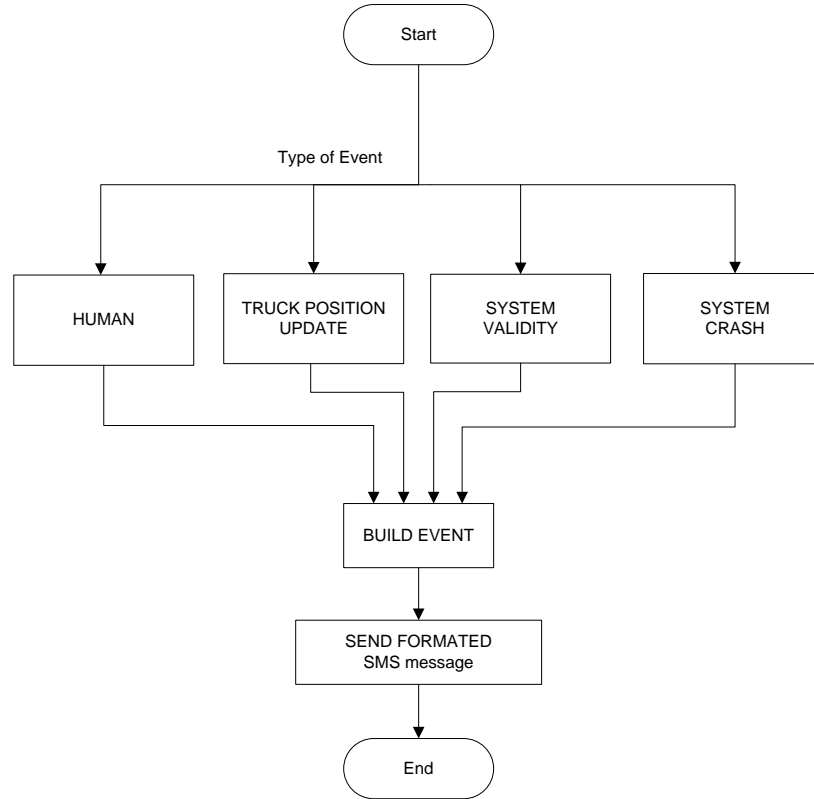 Start
Type of Event
HUMAN
TRUCK POSITION
UPDATE
SYSTEM
VALIDITY
SYSTEM
CRASH
BUILD EVENT
SEND FORMATED
SMS message
End